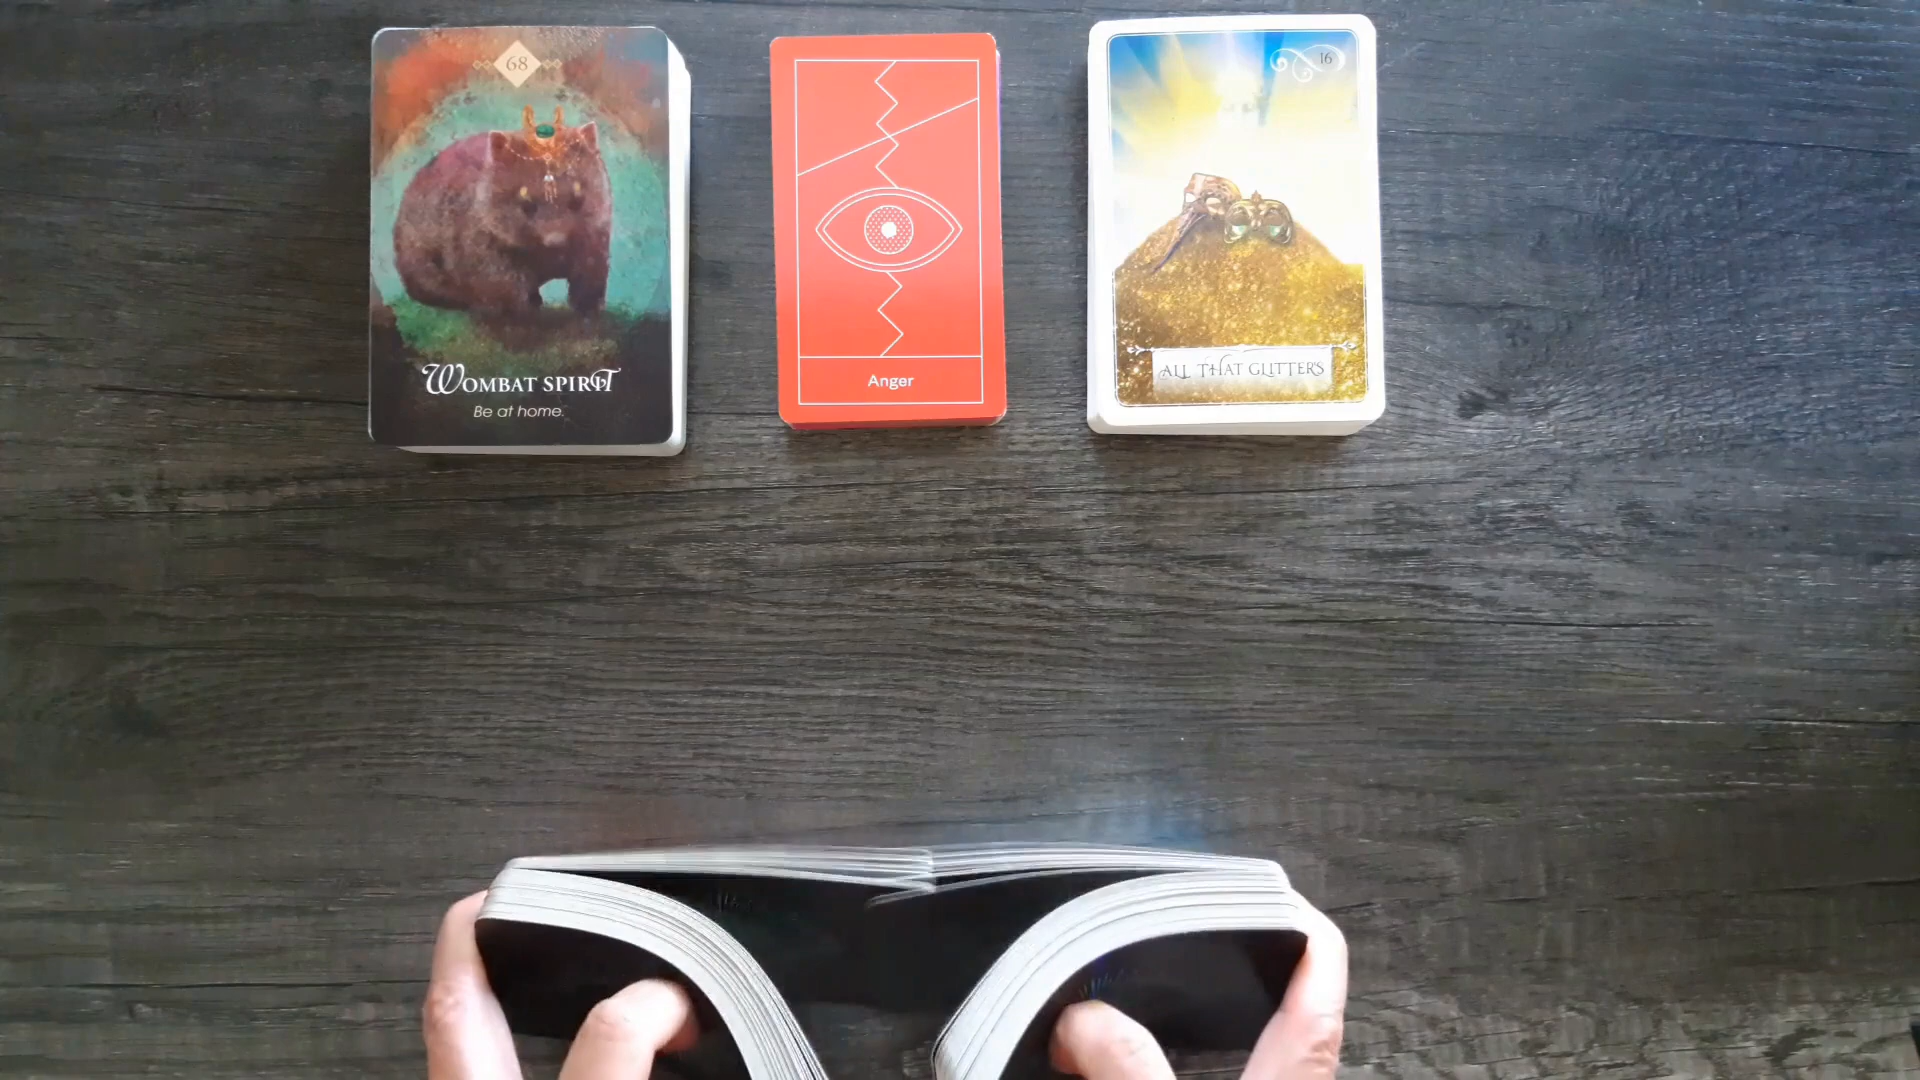 68
WOMBAT SPIRIT
Be at home.
Anger
16
ALL THAT GLITTERS